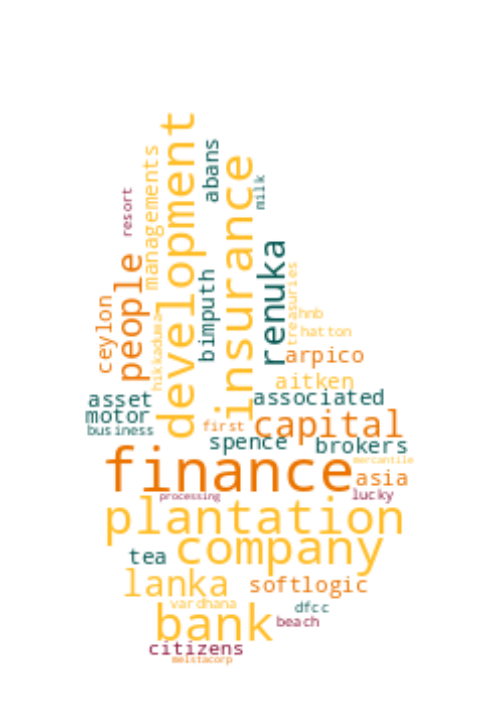 development
abans
managements
insurance
milk
resort
renuka
people
treasuries
bimputh
ceylon
hnb
hikkaduwa
hatton
arpico
aitken
asset
associated
motor
first
capital
business
spence
brokers
finance
mercantile
asia
processing
lucky
plantation
company
tea
lanka
softlogic
vardhana
dfcc
bank
beach
citizens
melstacorp